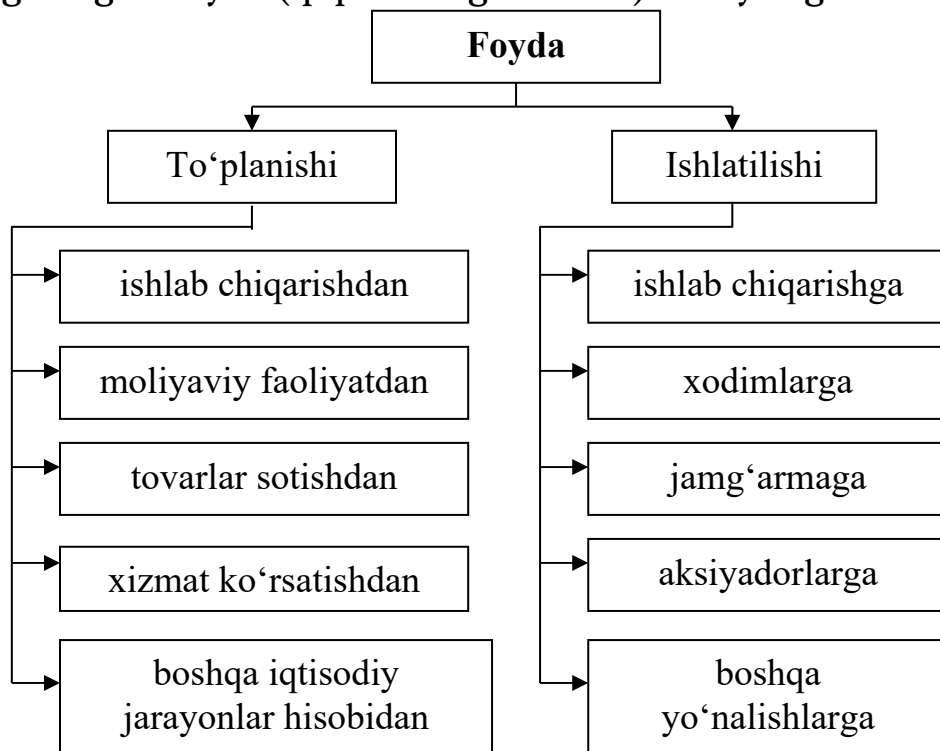 Foyda
To‘planishi
Ishlatilishi
ishlab chiqarishdan
moliyaviy faoliyatdan
tovarlar sotishdan
xizmat ko‘rsatishdan
boshqa iqtisodiy
jarayonlar hisobidan
ishlab chiqarishga
xodimlarga
jamg‘armaga
aksiyadorlarga
boshqa
yo‘nalishlarga